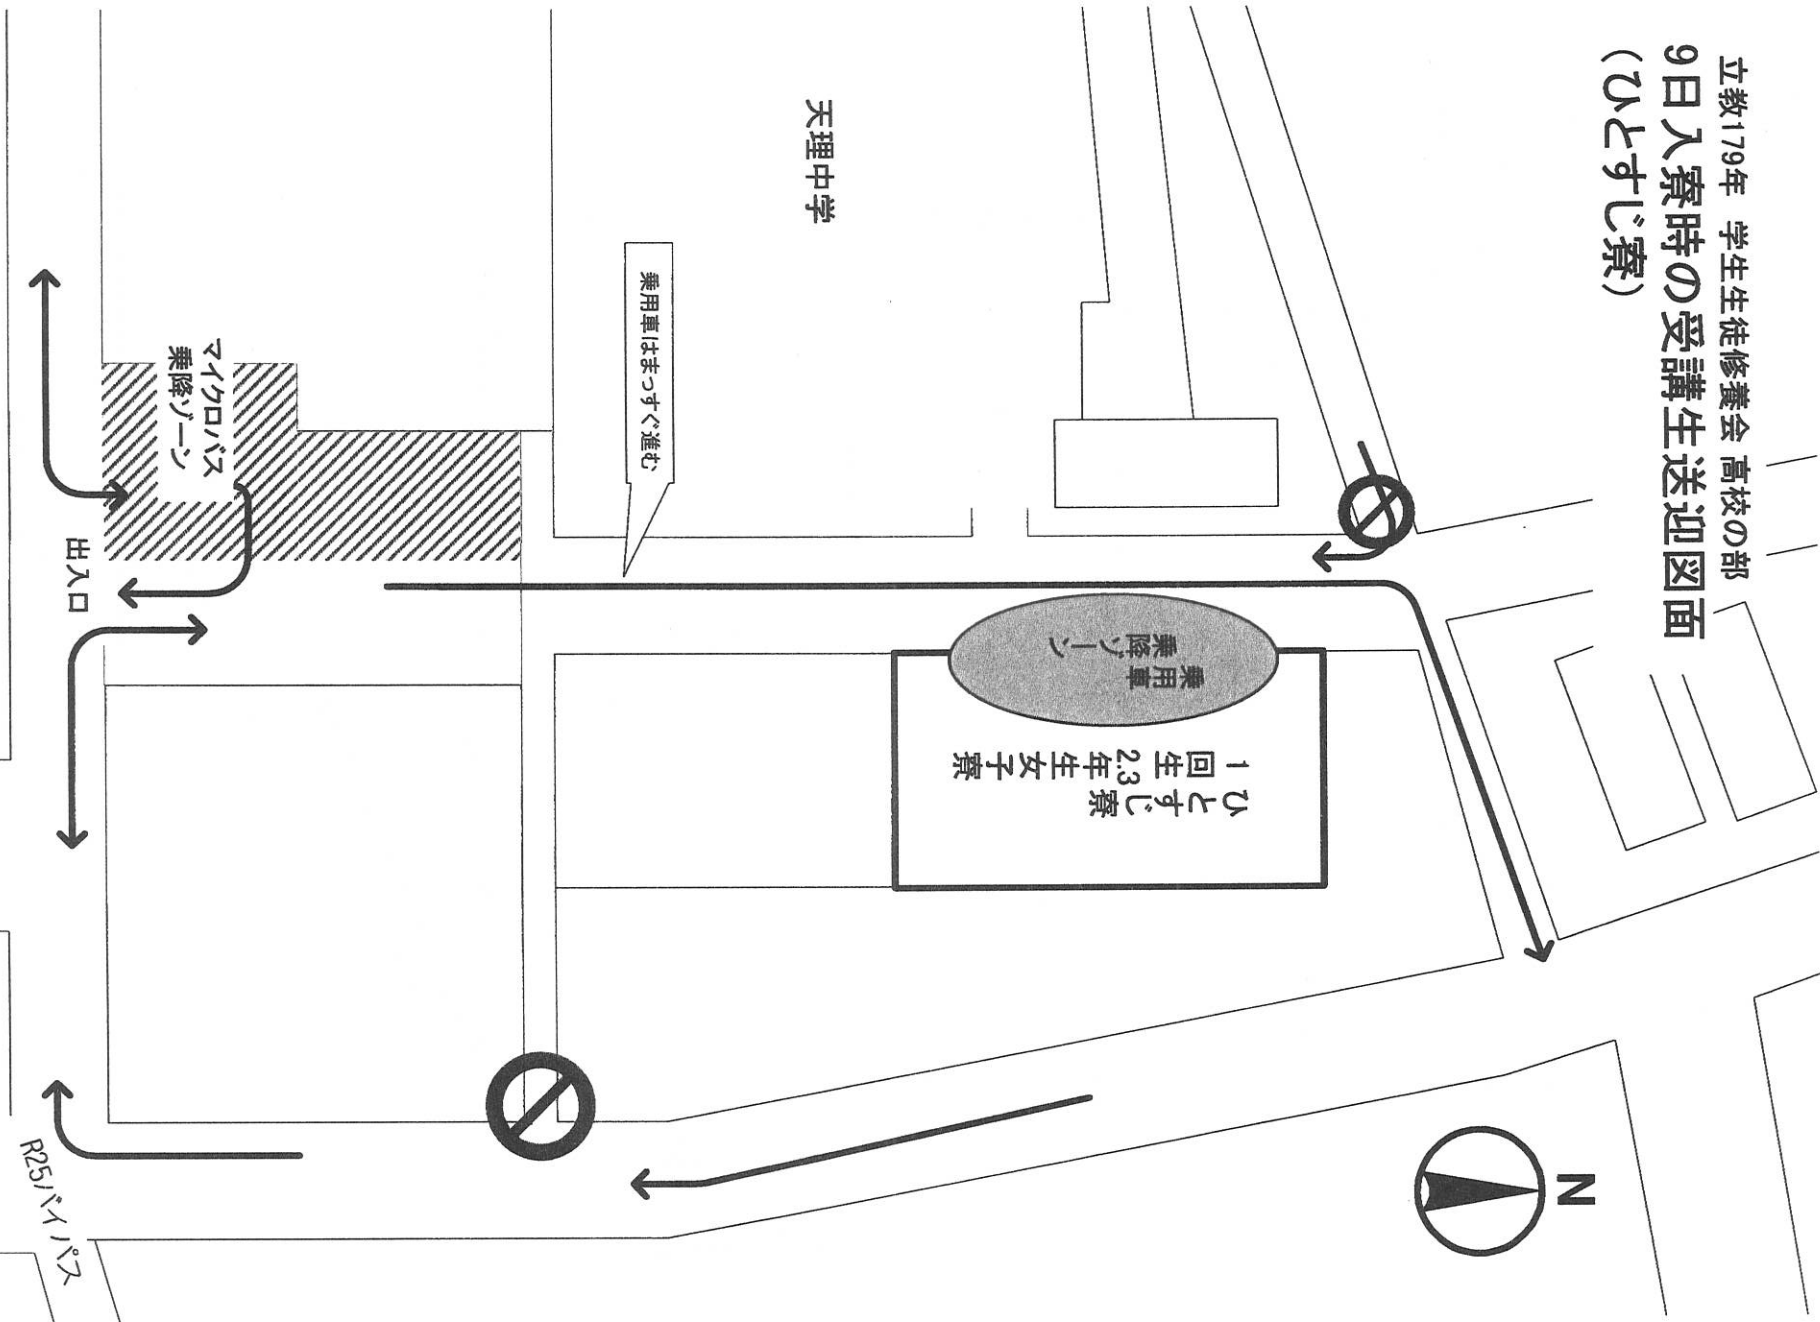 立教179年 学生生徒修養会 高校の部
9日入寮時の受講生送迎図面
(ひとすじ寮)
N
天理中学
乗用車はまっすぐ進む
乗用車
乗降ゾーン
ひとすじ寮
1回生2.3年生女子寮
マイクロバス
乗降ゾーン
出入口
R25バイパス